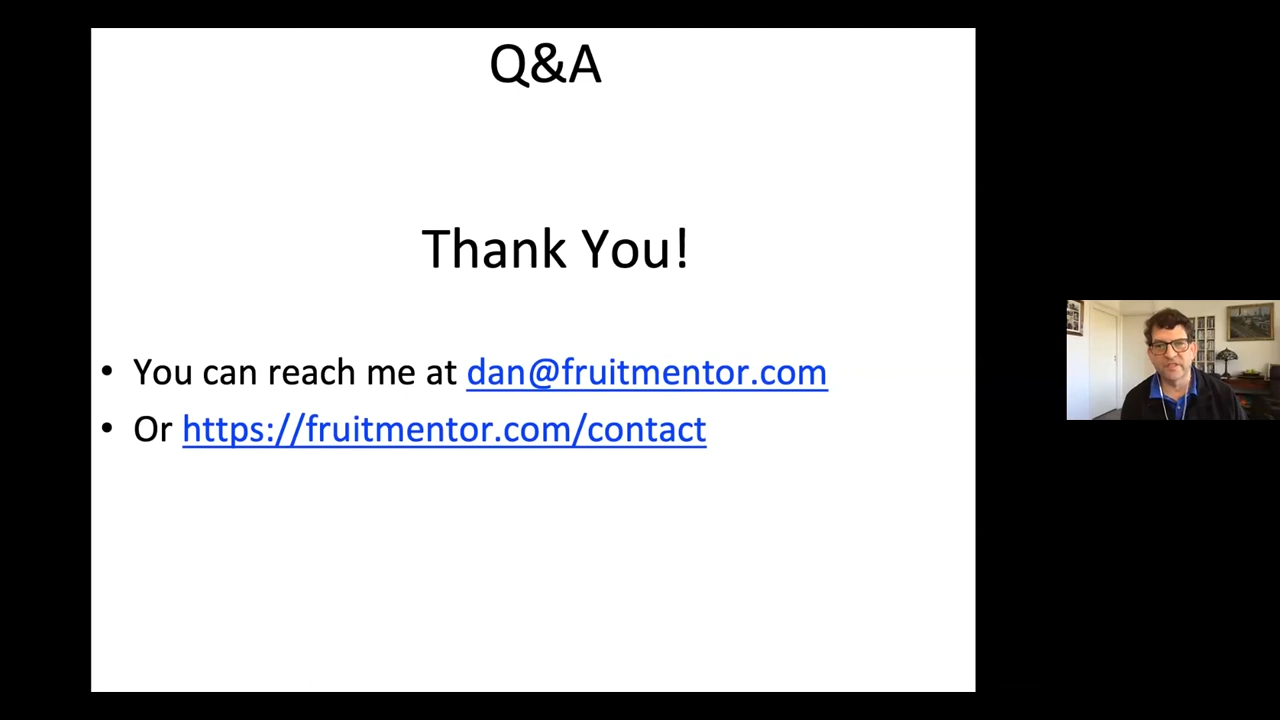 Q&A
Thank You!
• You can reach me at dan@fruitmentor.com
• Or https://fruitmentor.com/contact